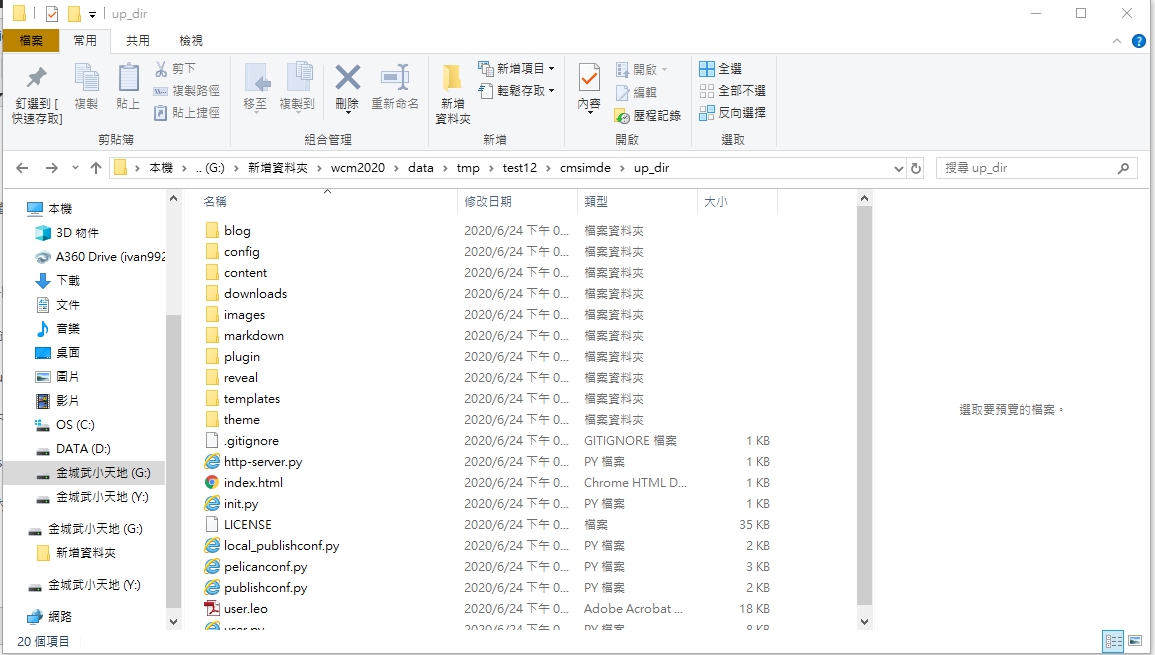 up_dir
檔案 常用 共用 檢視
釘選到 [
快速存取]
複製
貼上
剪下
複製路徑
貼上捷徑
剪貼簿
移至
複製到
刪除
重新命名
組合管理
新增
資料夾
新增項目
輕鬆存取
新增
內容
開啟
編輯
歷程記錄
開啟
全選
全部不選
反向選擇
選取
本機 .. (G:) 新增資料夾 wcm2020 data tmp test12 cmsimde up_dir
搜尋 up_dir
本機
3D 物件
A360 Drive (ivan992
下載
文件
音樂
桌面
圖片
影片
OS (C:)
DATA (D:)
金城武小天地 (G:)
金城武小天地 (Y:)
金城武小天地 (G:)
新增資料夾
金城武小天地 (Y:)
網路
名稱 修改日期 類型 大小
blog 2020/6/24 下午 0... 檔案資料夾
config 2020/6/24 下午 0... 檔案資料夾
content 2020/6/24 下午 0... 檔案資料夾
downloads 2020/6/24 下午 0... 檔案資料夾
images 2020/6/24 下午 0... 檔案資料夾
markdown 2020/6/24 下午 0... 檔案資料夾
plugin 2020/6/24 下午 0... 檔案資料夾
reveal 2020/6/24 下午 0... 檔案資料夾
templates 2020/6/24 下午 0... 檔案資料夾
theme 2020/6/24 下午 0... 檔案資料夾
.gitignore 2020/6/24 下午 0... GITIGNORE 檔案 1 KB
http-server.py 2020/6/24 下午 0... PY 檔案 1 KB
index.html 2020/6/24 下午 0... Chrome HTML D... 1 KB
init.py 2020/6/24 下午 0... PY 檔案 1 KB
LICENSE 2020/6/24 下午 0... 檔案 35 KB
local_publishconf.py 2020/6/24 下午 0... PY 檔案 2 KB
pelicanconf.py 2020/6/24 下午 0... PY 檔案 3 KB
publishconf.py 2020/6/24 下午 0... PY 檔案 2 KB
user.leo 2020/6/24 下午 0... Adobe Acrobat ... 18 KB
user.py 2020/6/24 下午 0... PY 檔案 8 KB
選取要預覽的檔案。
20 個項目